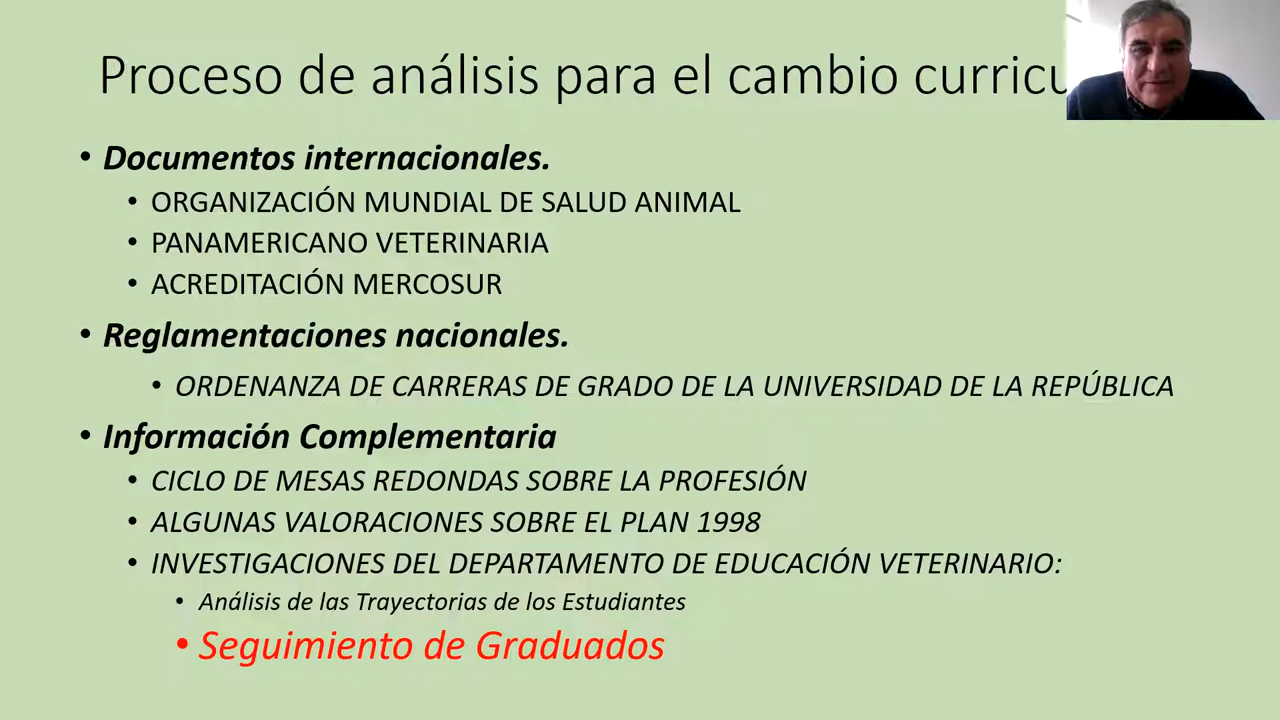 Proceso de análisis para el cambio curricu
• Documentos internacionales.
• ORGANIZACIÓN MUNDIAL DE SALUD ANIMAL
• PANAMERICANO VETERINARIA
• ACREDITACIÓN MERCOSUR
• Reglamentaciones nacionales.
• ORDENANZA DE CARRERAS DE GRADO DE LA UNIVERSIDAD DE LA REPÚBLICA
• Información Complementaria
• CICLO DE MESAS REDONDAS SOBRE LA PROFESIÓN
• ALGUNAS VALORACIONES SOBRE EL PLAN 1998
• INVESTIGACIONES DEL DEPARTAMENTO DE EDUCACIÓN VETERINARIO:
• Análisis de las Trayectorias de los Estudiantes
• Seguimiento de Graduados